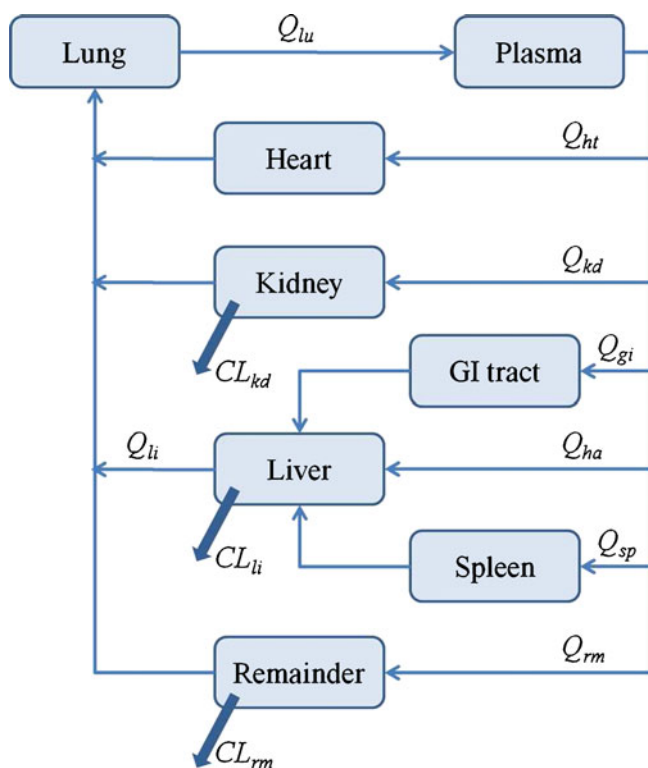 Lung
Q_lu
Plasma
Heart
Q_ht
Kidney
Q_kd
CL_kd
GI tract
Q_gi
Q_li
Liver
Q_ha
CL_li
Spleen
Q_sp
Remainder
Q_rm
CL_rm